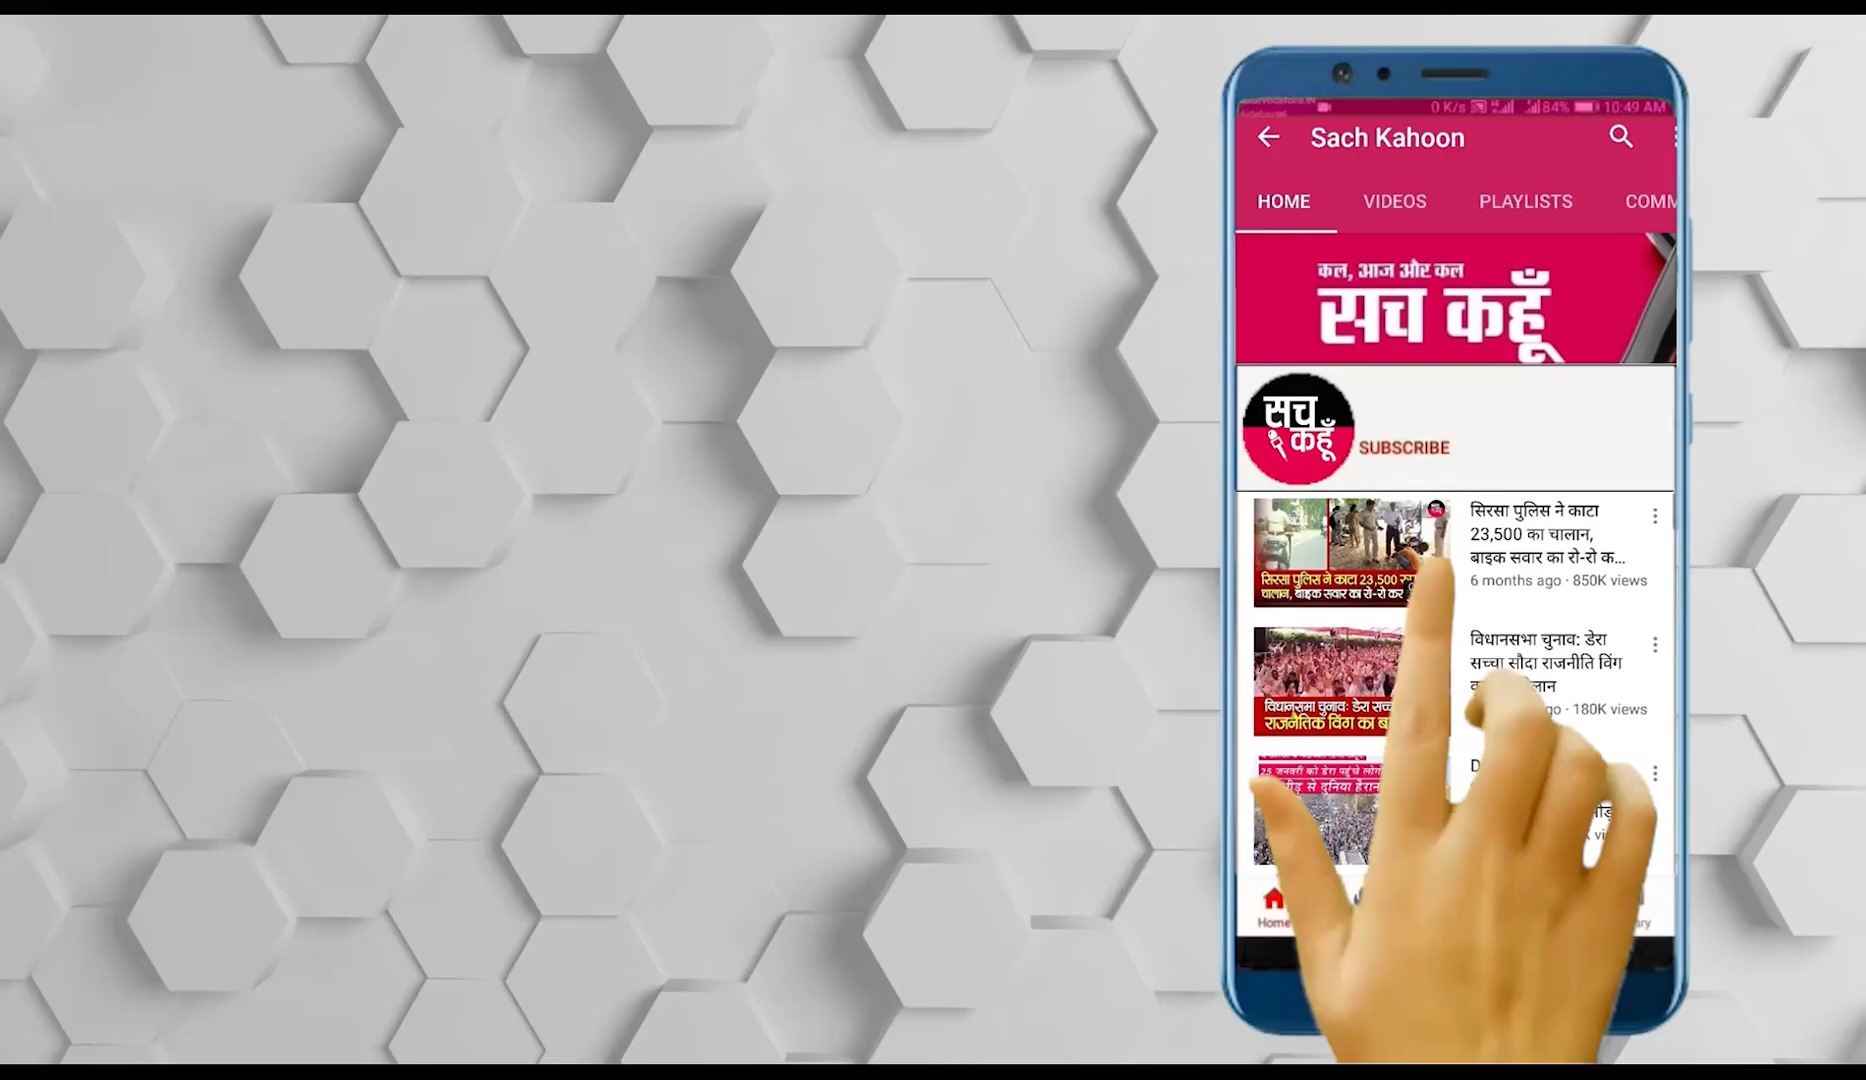 0 K/s 84% 10:49 AM
Sach Kahoon
HOME VIDEOS PLAYLISTS COMM
कल, आज और कल
सच कहूँ
सच
कहूँ
SUBSCRIBE
सिरसा पुलिस ने काटा 23,500
चालान, बाइक सवार का रो-रो कर
सिरसा पुलिस ने काटा
23,500 का चालान,
बाइक सवार का रो-रो क...
6 months ago · 850K views
विधानसभा चुनाव: डेरा सच्च
राजनैतिक विंग का ब
विधानसभा चुनाव: डेरा
सच्चा सौदा राजनीति विंग
लान
go · 180K views
25 जनवरी को डेरा पहुंचे लोग
से दुनिया हैरान
D
Home